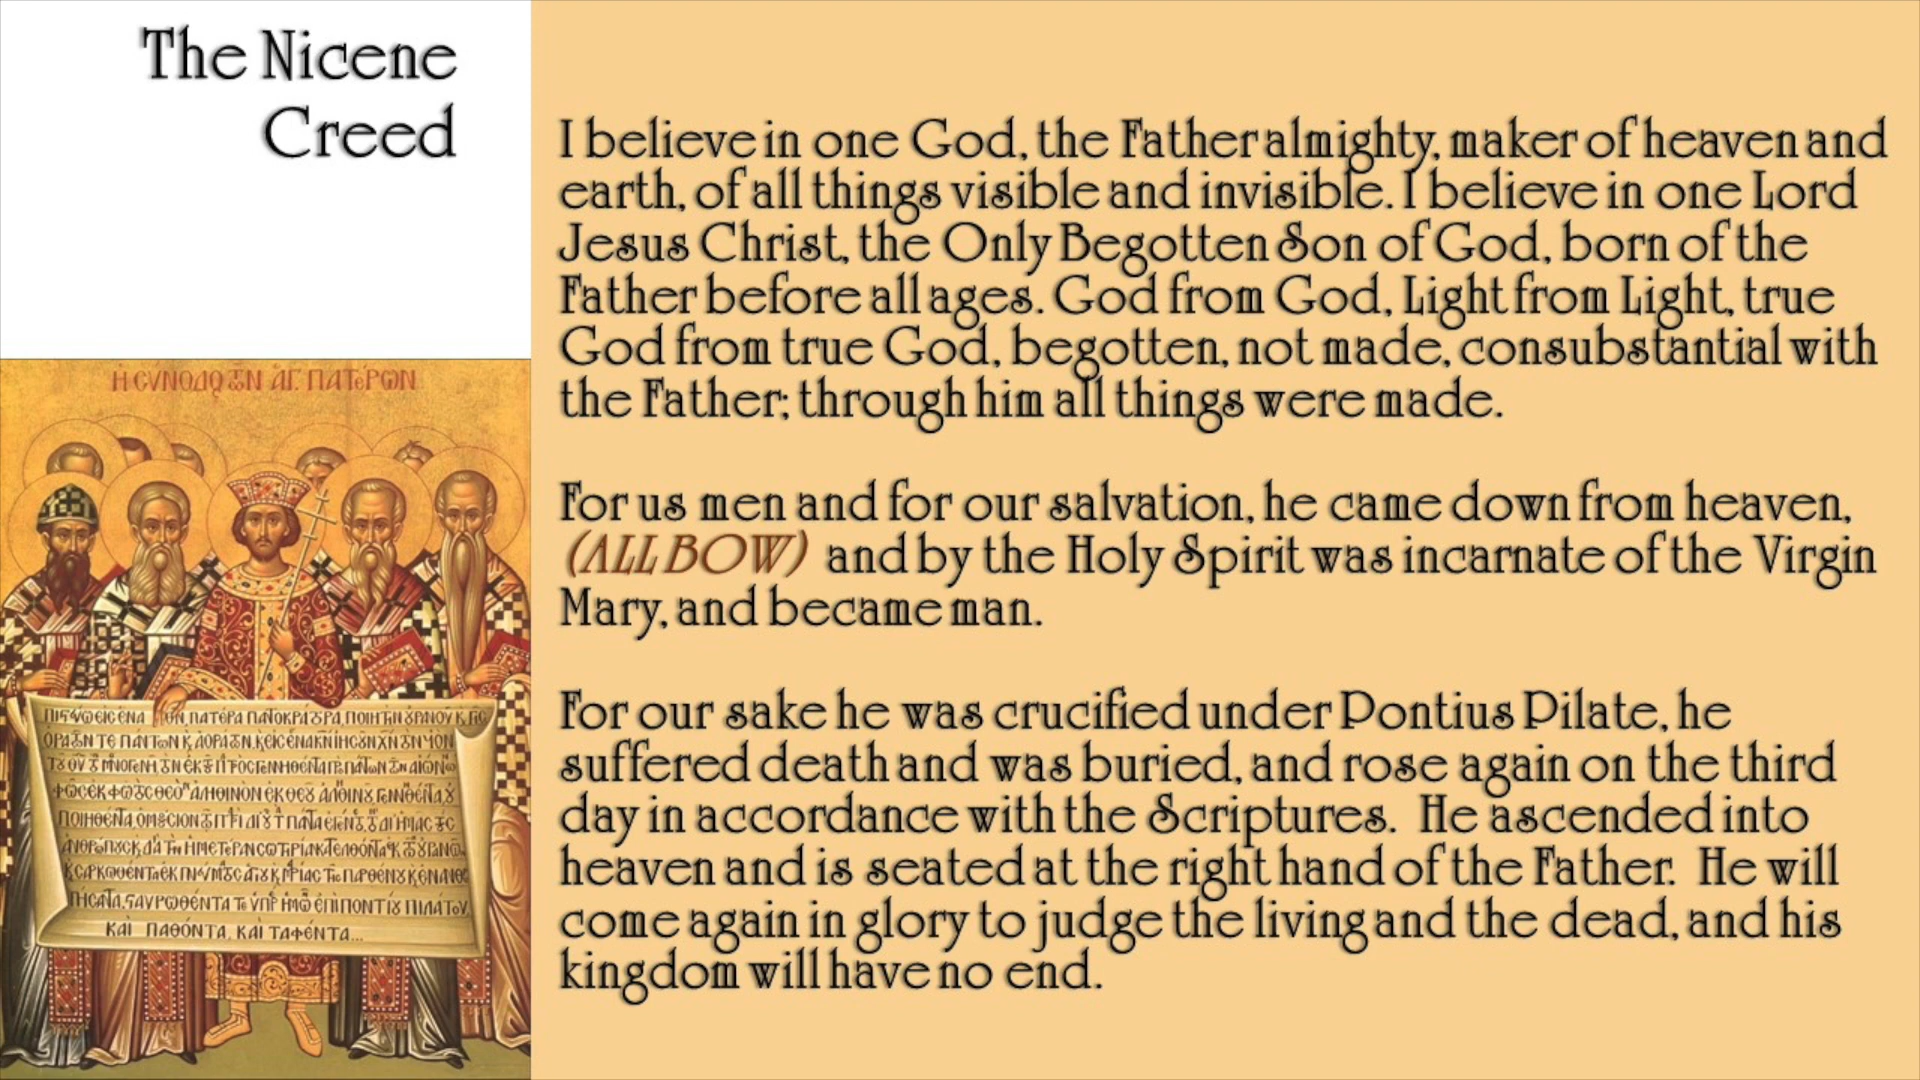 The Nicene
Creed
I believe in one God, the Father almighty, maker of heaven and
earth, of all things visible and invisible. I believe in one Lord
Jesus Christ, the Only Begotten Son of God, born of the
Father before all ages. God from God, Light from Light, true
God from true God, begotten, not made, consubstantial with
the Father; through him all things were made.
For us men and for our salvation, he came down from heaven,
(ALL BOW) and by the Holy Spirit was incarnate of the Virgin
Mary, and became man.
For our sake he was crucified under Pontius Pilate, he
suffered death and was buried, and rose again on the third
day in accordance with the Scriptures. He ascended into
heaven and is seated at the right hand of the Father. He will
come again in glory to judge the living and the dead, and his
kingdom will have no end.
ΚΑΙ ΠΑΘΟΝΤΑ, ΚΑΙ ΤΑΦΕΝΤΑ...